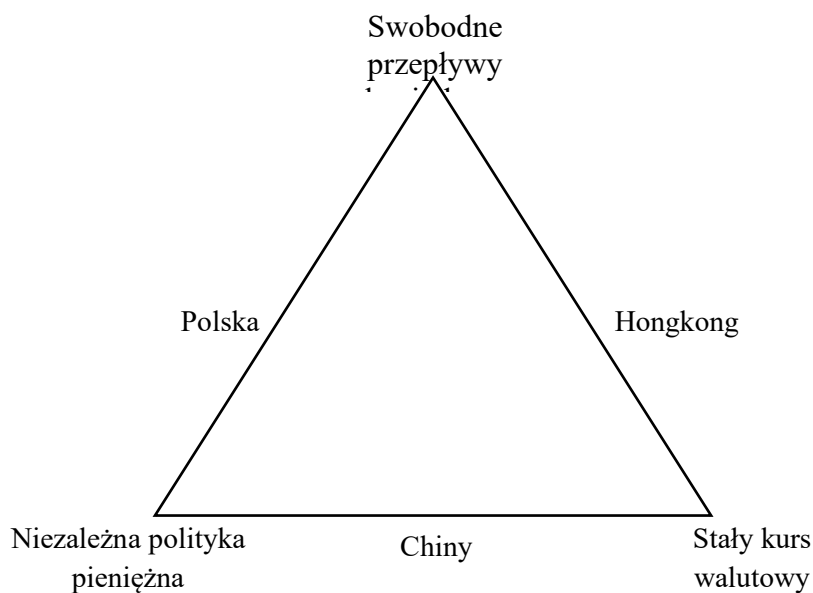 Swobodne
przepływy
Polska
Hongkong
Niezależna polityka
pieniężna
Chiny
Stały kurs
walutowy